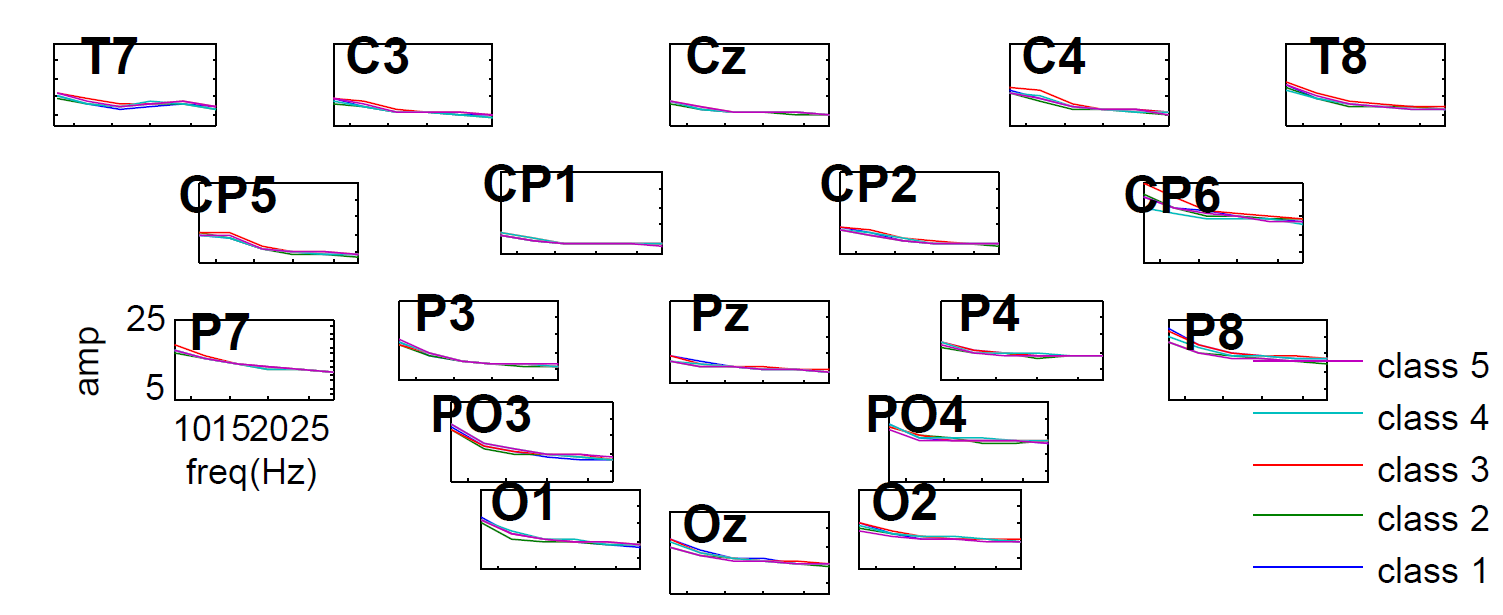 T7
C3
Cz
C4
T8
CP5
CP1
CP2
CP6
25
P7
P3
Pz
P4
P8
amp
5
class 5
10152025
PO3
PO4
class 4
freq(Hz)
class 3
O1
Oz
O2
class 2
class 1